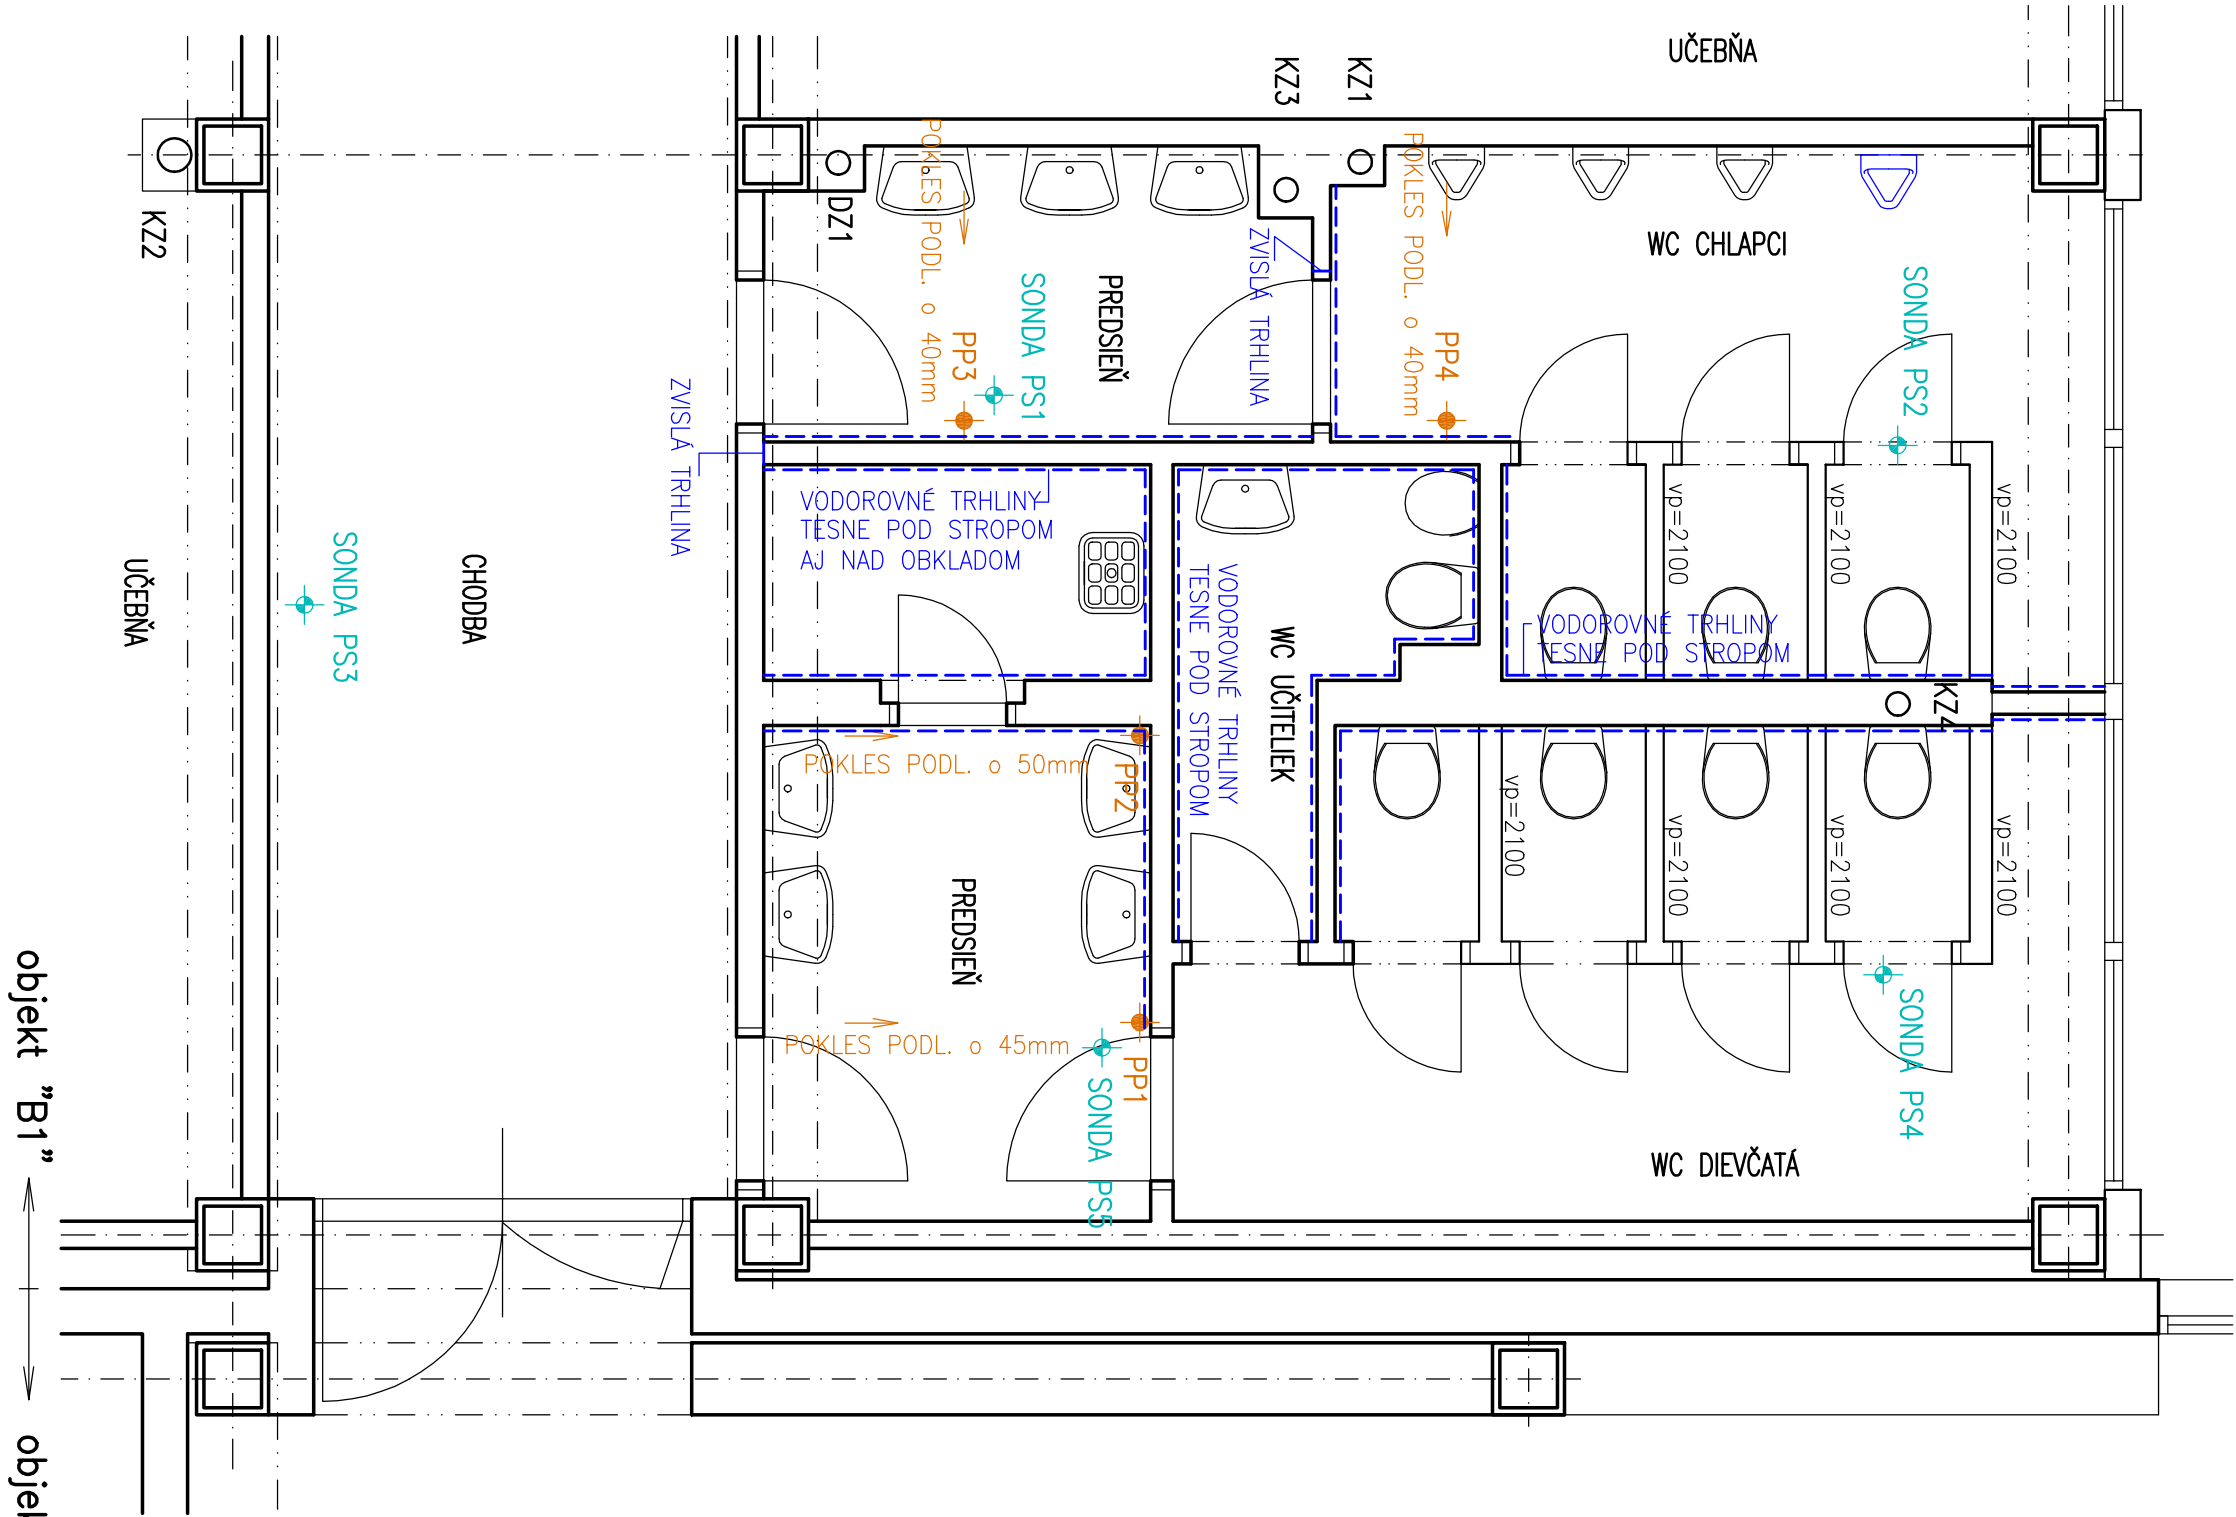 UČEBŇA
KZ3
KZ1
KZ2
DZ1
WC CHLAPCI
POKLES PODL. o 40mm
PP3
SONDA PS1
PREDSIEŇ
ZVISLÁ TRHLINA
POKLES PODL. o 40mm
PP4
SONDA PS2
ZVISLÁ TRHLINA
VODOROVNÉ TRHLINY
TESNE POD STROPOM
AJ NAD OBKLADOM
vp=2100
vp=2100
vp=2100
UČEBŇA
SONDA PS3
CHODBA
VODOROVNÉ TRHLINY
TESNE POD STROPOM
WC UČITELIEK
VODOROVNÉ TRHLINY
TESNE POD STROPOM
KZ4
POKLES PODL. o 50mm
PP2
vp=2100
vp=2100
vp=2100
vp=2100
PREDSIEŇ
POKLES PODL. o 45mm
PP1
SONDA PS5
SONDA PS4
WC DIEVČATÁ
objekt "B1"